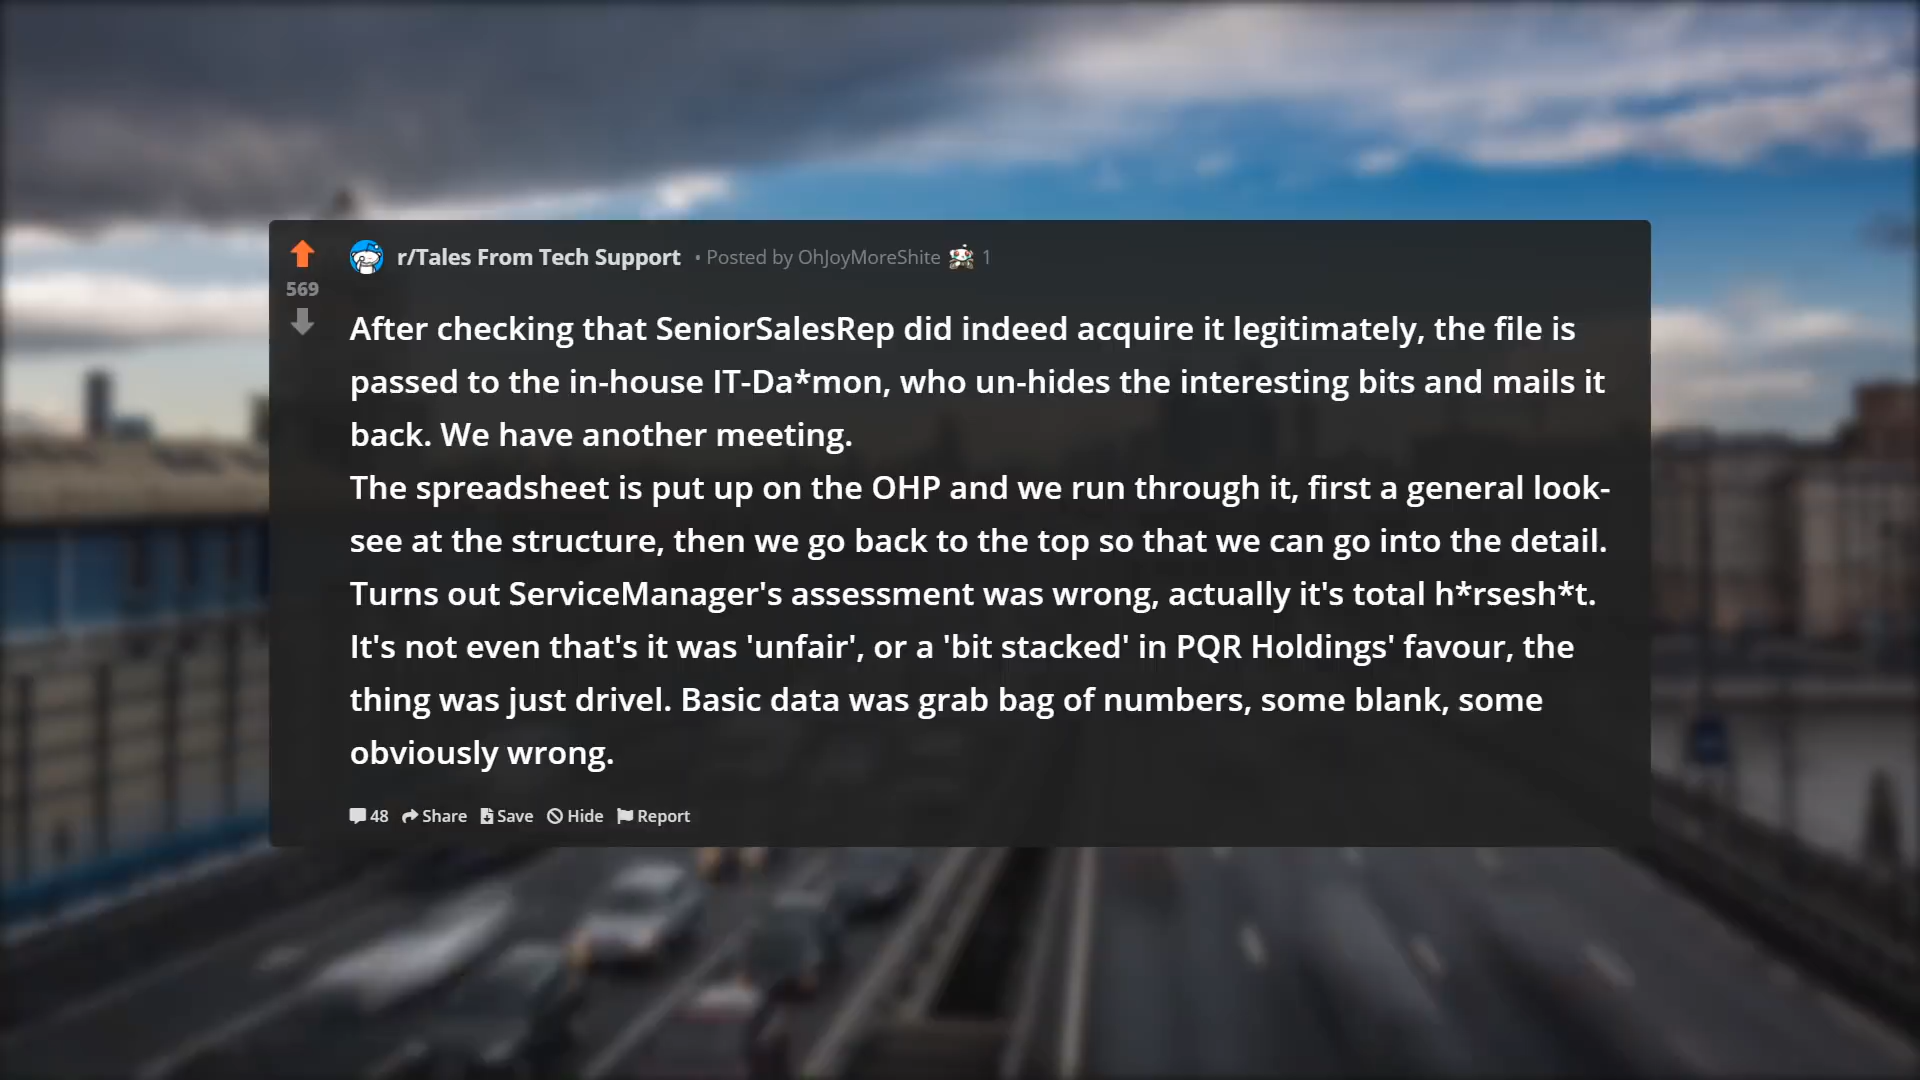 r/Tales From Tech Support • Posted by OhJoyMoreShite 1
569
After checking that SeniorSalesRep did indeed acquire it legitimately, the file is
passed to the in-house IT-Da*mon, who un-hides the interesting bits and mails it
back. We have another meeting.
The spreadsheet is put up on the OHP and we run through it, first a general look-
see at the structure, then we go back to the top so that we can go into the detail.
Turns out ServiceManager's assessment was wrong, actually it's total h*rsesh*t.
It's not even that's it was 'unfair', or a 'bit stacked' in PQR Holdings' favour, the
thing was just drivel. Basic data was grab bag of numbers, some blank, some
obviously wrong.
48 Share Save Hide Report